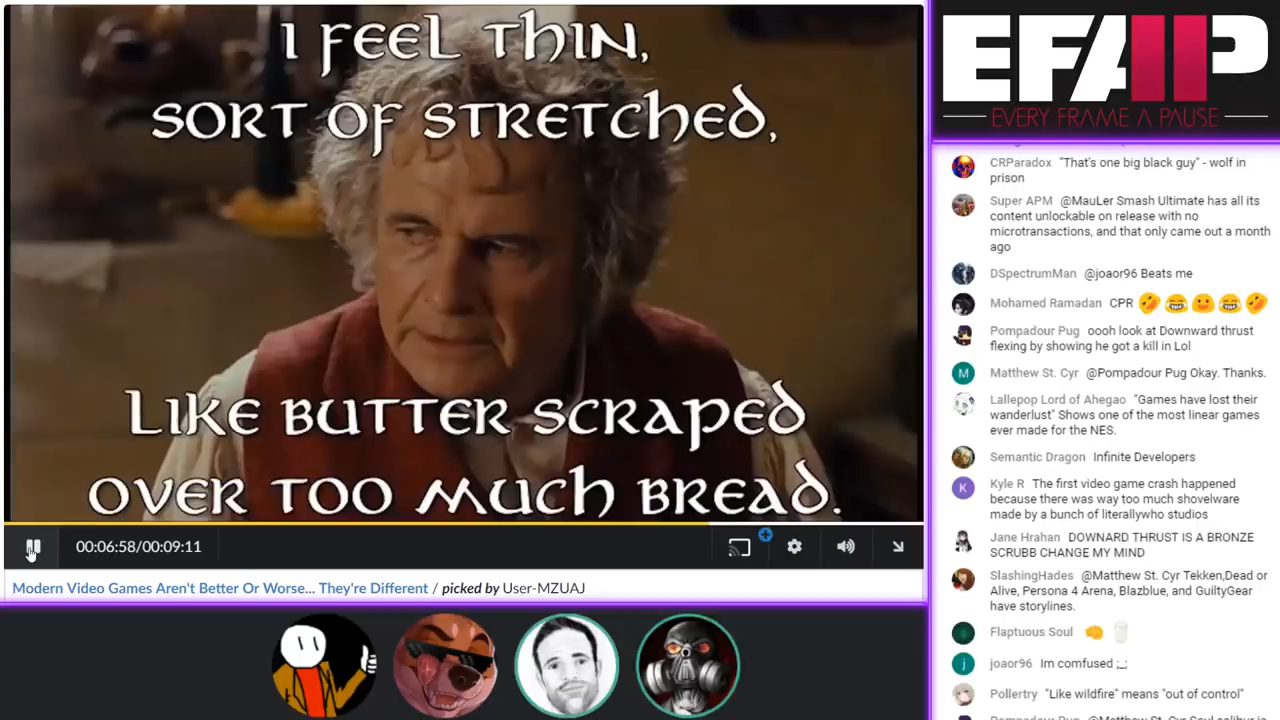 I FEEL THIN,
SORT OF STRETCHED,
LIKE BUTTER SCRAPED
OVER TOO MUCH BREAD.
00:06:58/00:09:11
Modern Video Games Aren't Better Or Worse... They're Different / picked by User-MZUAJ
EFAP
EVERY FRAME A PAUSE
CRParadox "That's one big black guy" - wolf in
prison
Super APM @MauLer Smash Ultimate has all its
content unlockable on release with no
microtransactions, and that only came out a month
ago
DSpectrumMan @joaor96 Beats me
Mohamed Ramadan CPR 🤣😂😛😂🤣
Pompadour Pug oooh look at Downward thrust
flexing by showing he got a kill in Lol
M
Matthew St. Cyr @Pompadour Pug Okay. Thanks.
Lallepop Lord of Ahegao "Games have lost their
wanderlust" Shows one of the most linear games
ever made for the NES.
Semantic Dragon Infinite Developers
K
Kyle R The first video game crash happened
because there was way too much shovelware
made by a bunch of literallywho studios
Jane Hrahan DOWNARD THRUST IS A BRONZE
SCRUBB CHANGE MY MIND
SlashingHades @Matthew St. Cyr Tekken,Dead or
Alive, Persona 4 Arena, Blazblue, and GuiltyGear
have storylines.
Flaptuous Soul 👊🥛
j
joaor96 Im comfused ;_;
Pollertry "Like wildfire" means "out of control"